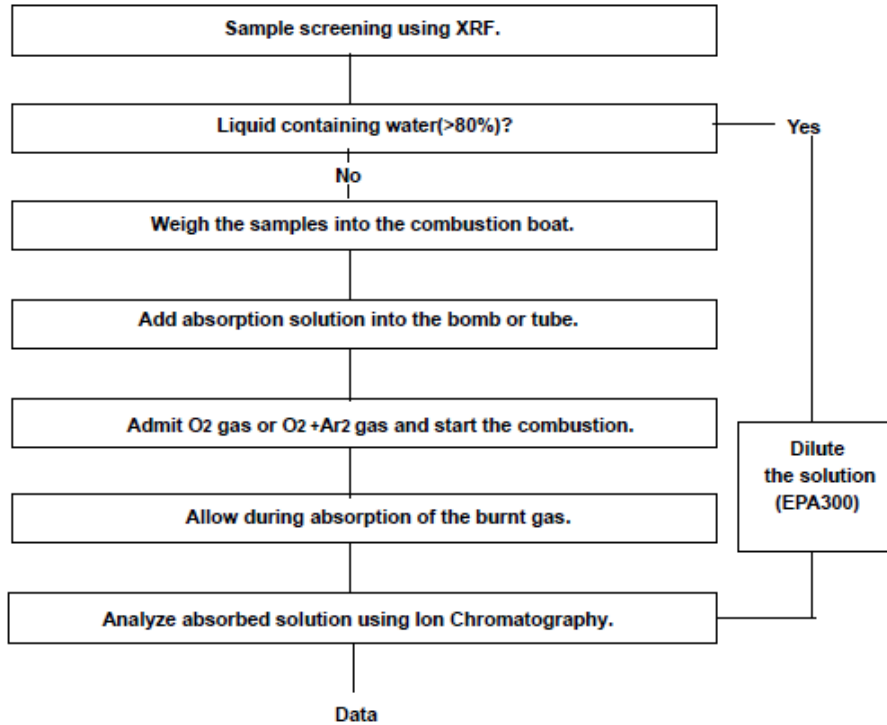 Sample screening using XRF.
Liquid containing water(>80%)?
Yes
No
Weigh the samples into the combustion boat.
Add absorption solution into the bomb or tube.
Admit O2 gas or O2 +Ar2 gas and start the combustion.
Dilute
the solution
(EPA300)
Allow during absorption of the burnt gas.
Analyze absorbed solution using Ion Chromatography.
Data